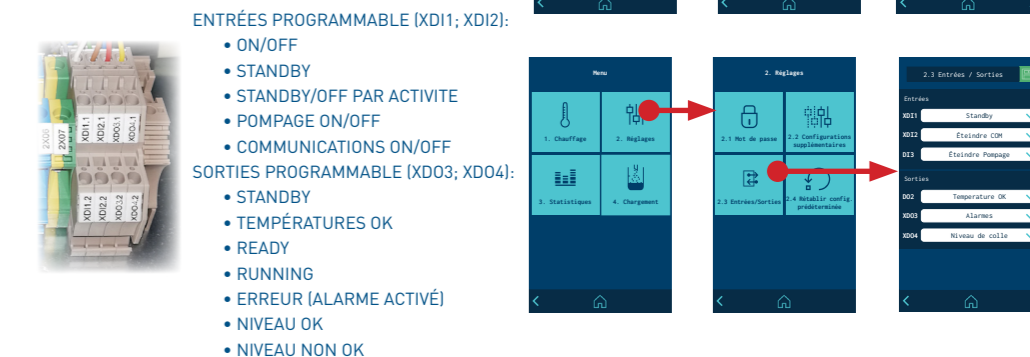 ENTRÉES PROGRAMMABLE (XDI1; XDI2):
• ON/OFF
• STANDBY
• STANDBY/OFF PAR ACTIVITE
• POMPAGE ON/OFF
• COMMUNICATIONS ON/OFF
SORTIES PROGRAMMABLE (XDO3; XDO4):
• STANDBY
• TEMPÉRATURES OK
• READY
• RUNNING
• ERREUR (ALARME ACTIVÉ)
• NIVEAU OK
• NIVEAU NON OK
2X06
2X07
XDI1.1
XDI2.1
XDO3.1
XDO4.1
XDI1.2
XDI2.2
XDO3.2
XDO4.2
Menu
1. Chauffage
2. Réglages
3. Statistiques
4. Chargement
2. Réglages
2.1 Mot de passe
2.2 Configurations
supplémentaires
2.3 Entrées/Sorties
2.4 Rétablir config.
prédéterminée
2.3 Entrées / Sorties
Entrées
XDI1 Standby
XDI2 Éteindre COM
DI3 Éteindre Pompage
Sorties
DO2 Temperature OK
XDO3 Alarmes
XDO4 Niveau de colle